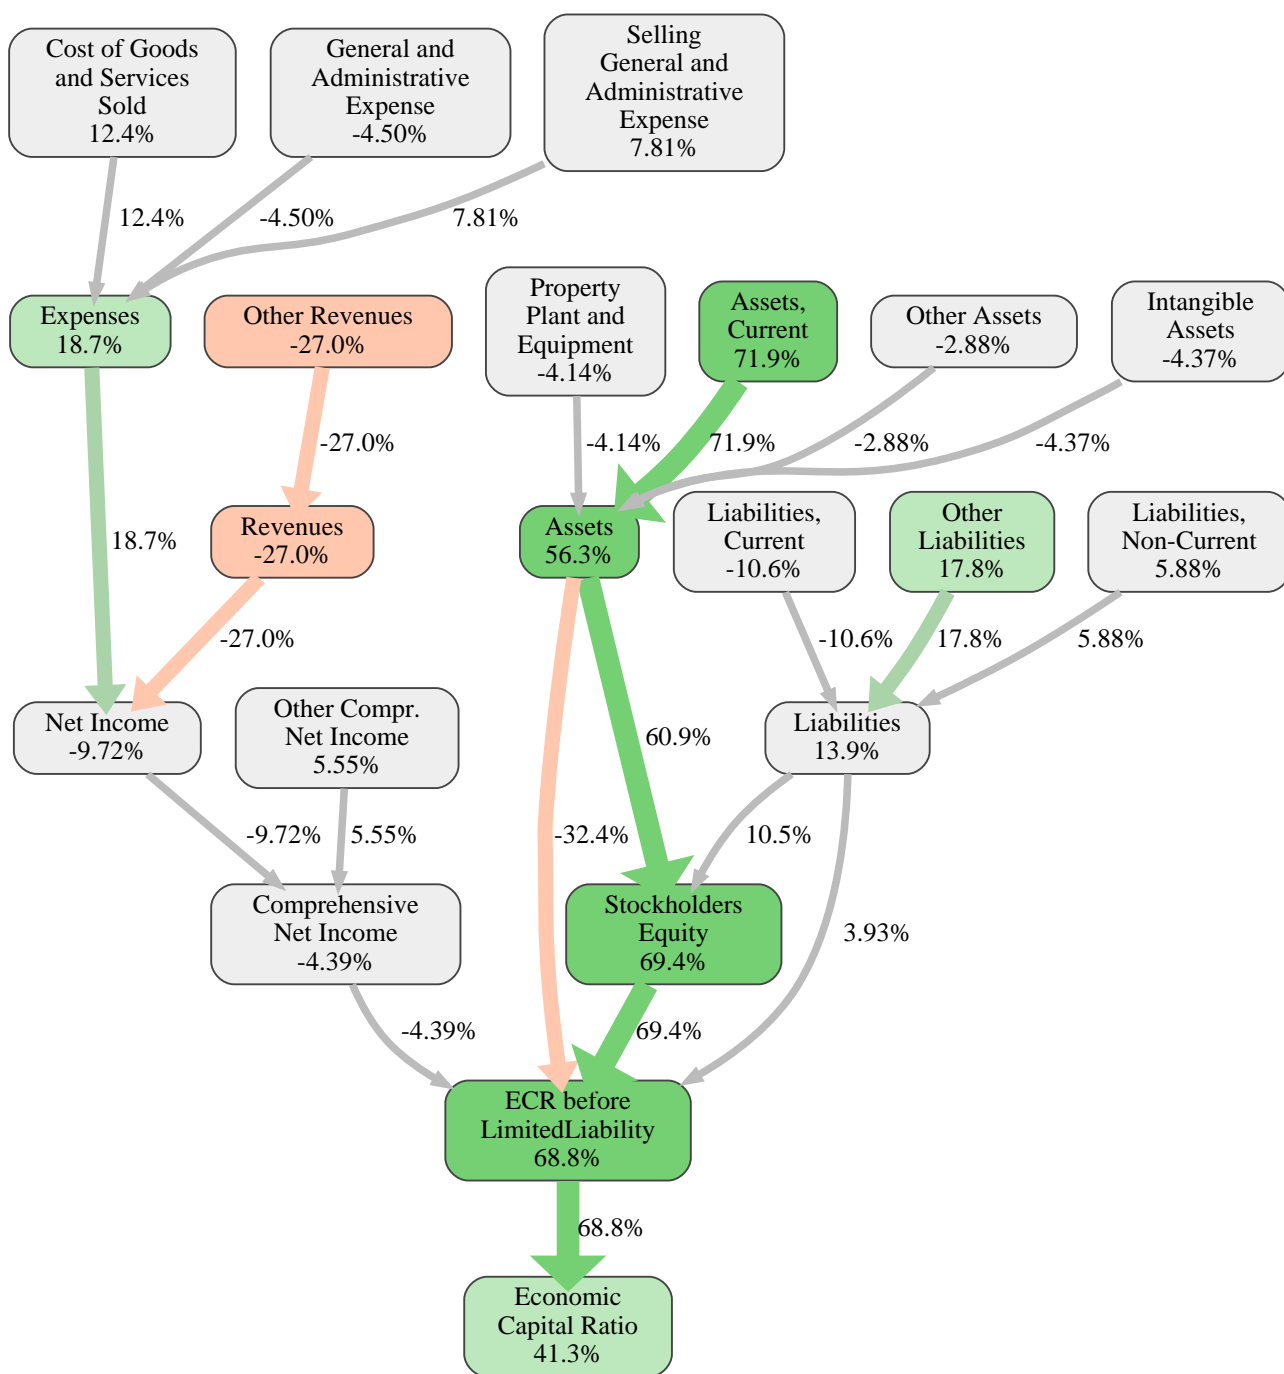 Cost of Goods
and Services
Sold
12.4%
General and
Administrative
Expense
-4.50%
Selling
General and
Administrative
Expense
7.81%
12.4%
-4.50%
7.81%
Expenses
18.7%
Other Revenues
-27.0%
Property
Plant and
Equipment
-4.14%
Assets,
Current
71.9%
Other Assets
-2.88%
Intangible
Assets
-4.37%
-27.0%
-4.14%
71.9%
-2.88%
-4.37%
18.7%
Revenues
-27.0%
Assets
56.3%
Liabilities,
Current
-10.6%
Other
Liabilities
17.8%
Liabilities,
Non-Current
5.88%
-27.0%
-10.6%
17.8%
5.88%
Net Income
-9.72%
Other Compr.
Net Income
5.55%
60.9%
Liabilities
13.9%
-9.72%
5.55%
-32.4%
10.5%
Comprehensive
Net Income
-4.39%
Stockholders
Equity
69.4%
3.93%
-4.39%
69.4%
ECR before
LimitedLiability
68.8%
68.8%
Economic
Capital Ratio
41.3%